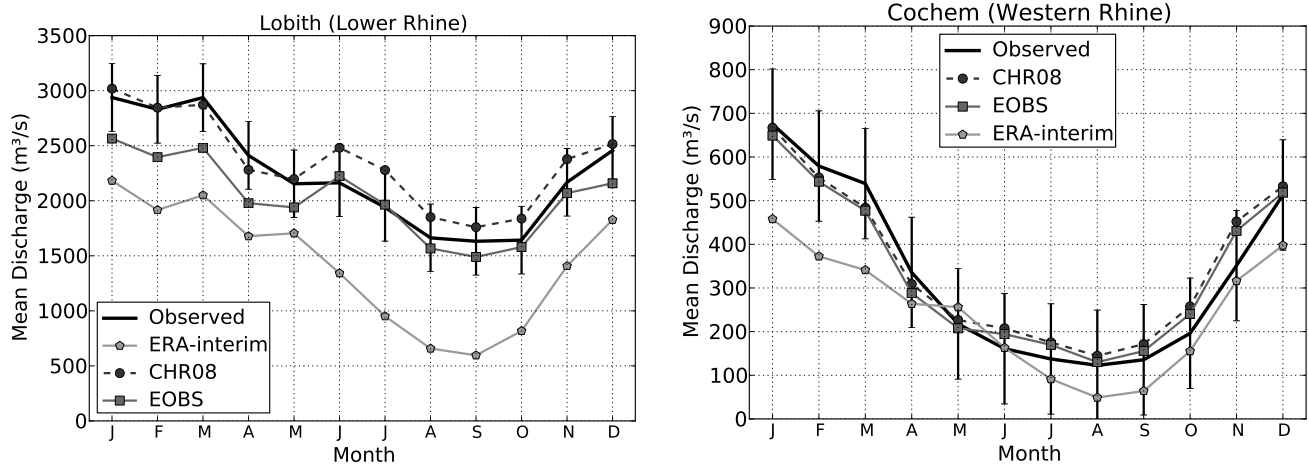 Lobith (Lower Rhine)
3500
3000
2500
2000
1500
1000
500
0
Mean Discharge (m³/s)
Observed
ERA-interim
CHR08
EOBS
J F M A M J J A S O N D
Month
Cochem (Western Rhine)
900
800
700
600
500
400
300
200
100
0
Mean Discharge (m³/s)
Observed
CHR08
EOBS
ERA-interim
J F M A M J J A S O N D
Month